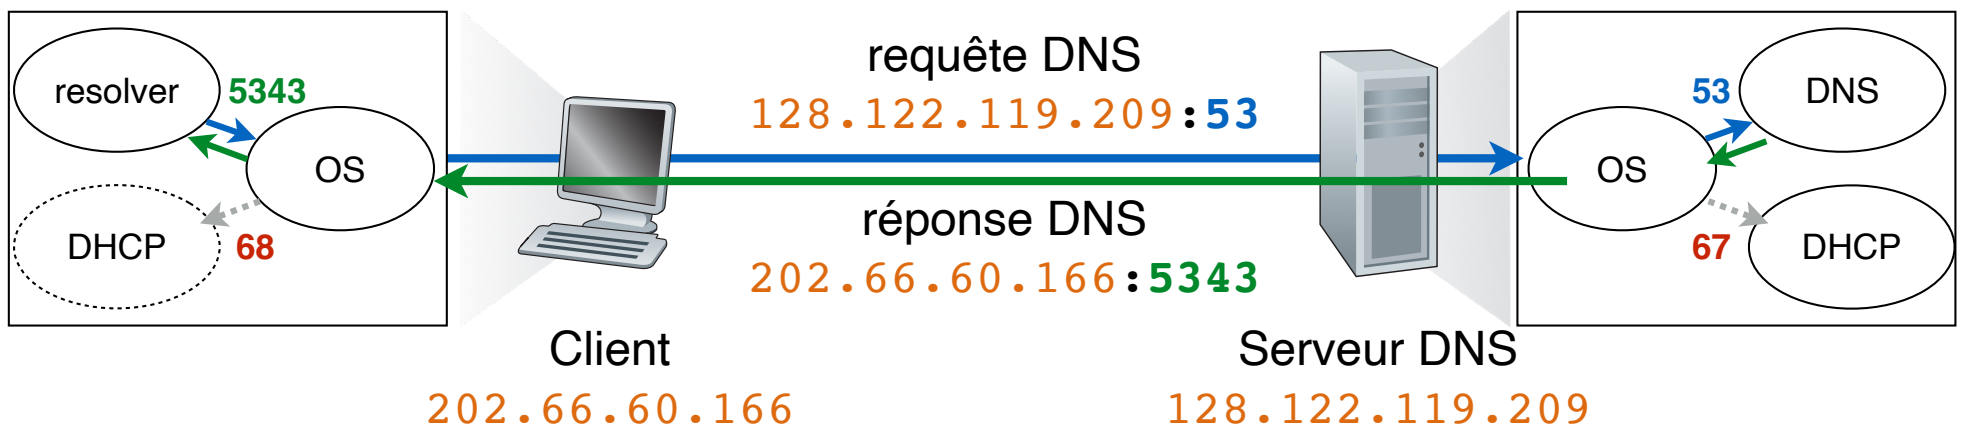 resolver
5343
OS
DHCP
68
requête DNS
128.122.119.209:53
réponse DNS
202.66.60.166:5343
53
DNS
OS
67
DHCP
Client
202.66.60.166
Serveur DNS
128.122.119.209